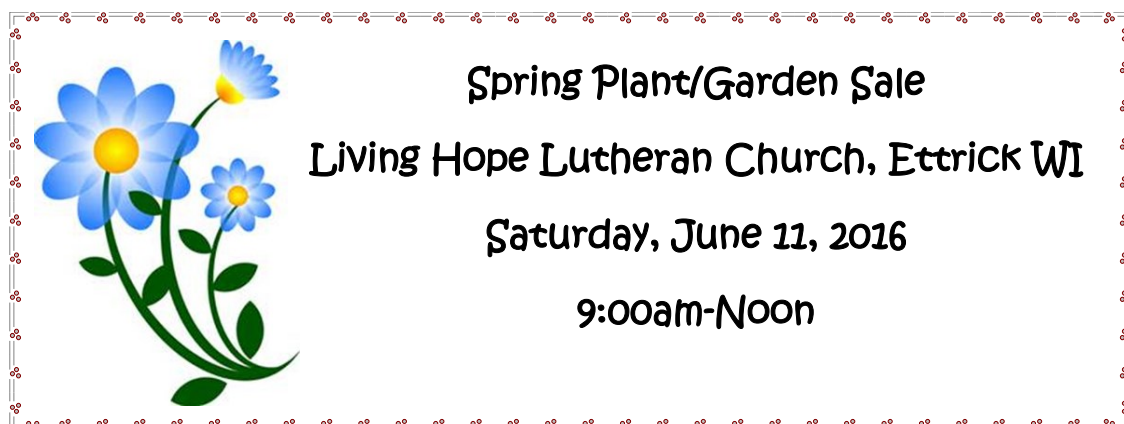 Spring Plant/Garden Sale
Living Hope Lutheran Church, Ettrick WI
Saturday, June 11, 2016
9:00am-Noon